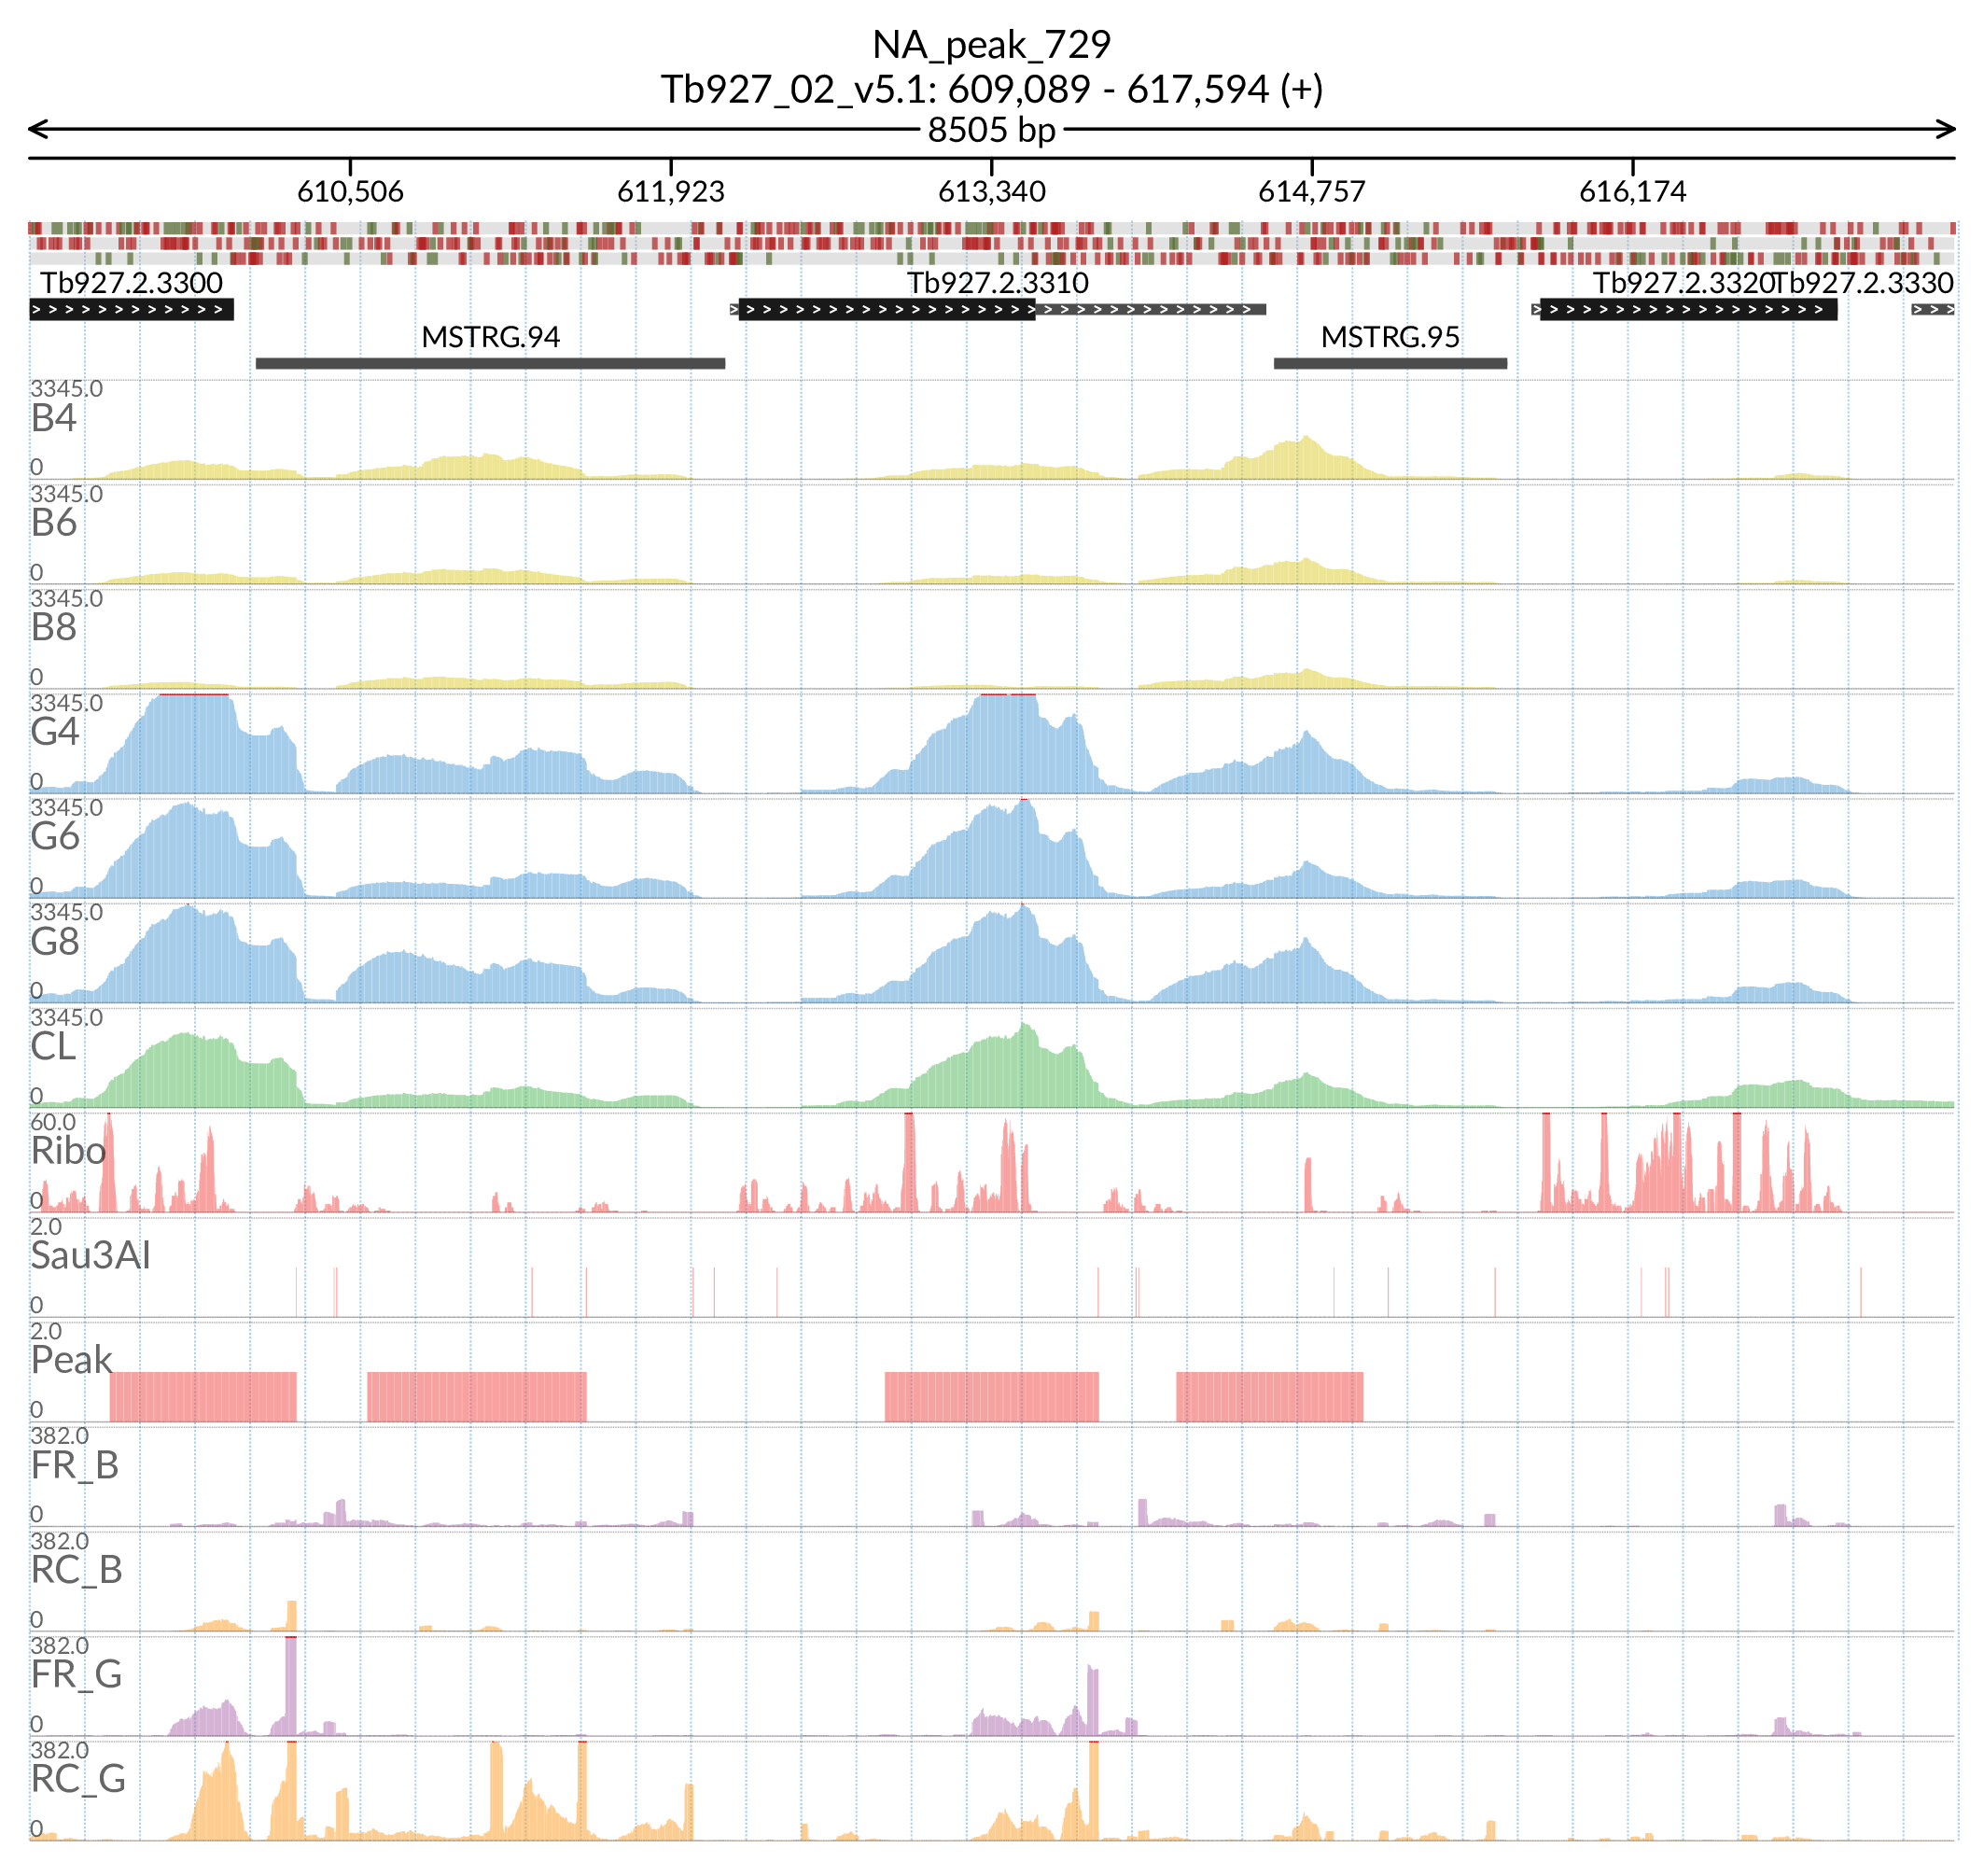 NA_peak_729
Tb927_02_v5.1: 609,089 - 617,594 (+)
8505 bp
610,506 611,923 613,340 614,757 616,174
Tb927.2.3300 Tb927.2.3310 Tb927.2.3320 Tb927.2.3330
MSTRG.94 MSTRG.95
3345.0
B4
0
3345.0
B6
0
3345.0
B8
0
3345.0
G4
0
3345.0
G6
0
3345.0
G8
0
3345.0
CL
0
60.0
Ribo
0
2.0
Sau3AI
0
2.0
Peak
0
382.0
FR_B
0
382.0
RC_B
0
382.0
FR_G
0
382.0
RC_G
0